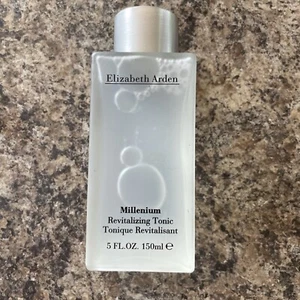 Elizabeth Arden
Millenium
Revitalizing Tonic
Tonique Revitalisant
5 FL.OZ. 150ml ℮